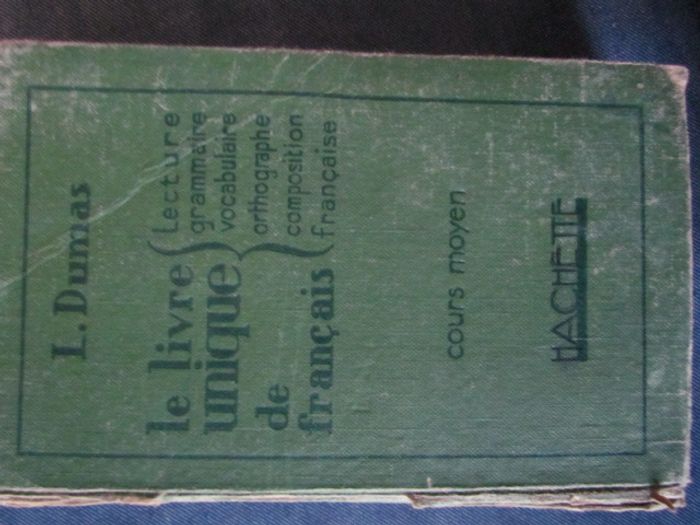 L. Dumas
le livre
unique
de
français
Lecture
grammaire
vocabulaire
orthographe
composition
française
cours moyen
HACHETTE